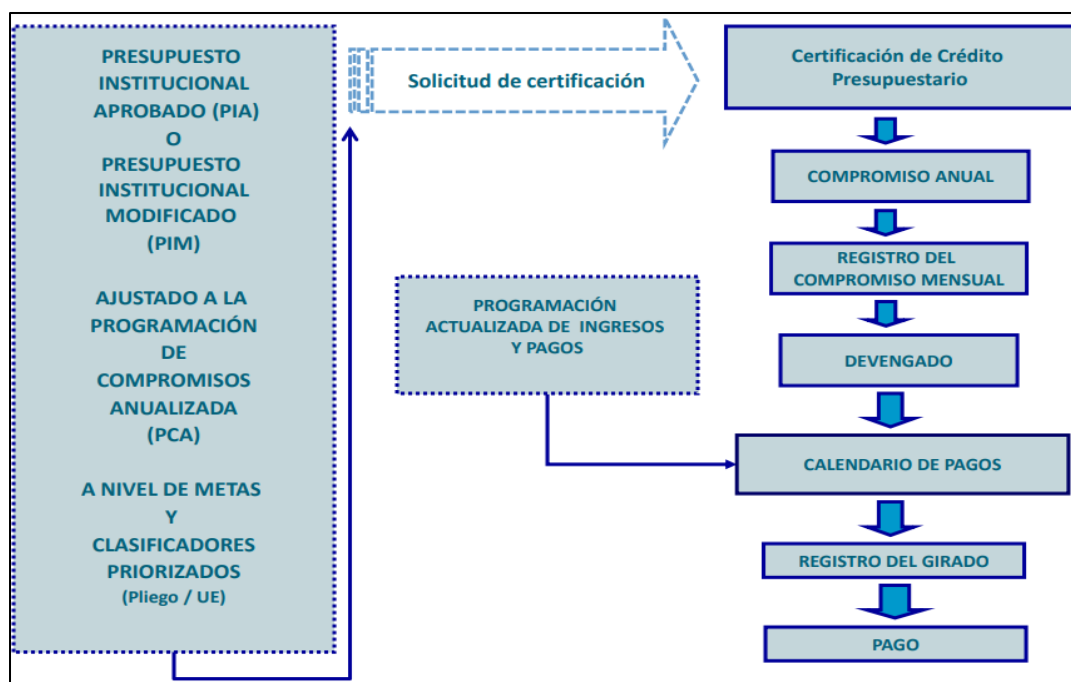 PRESUPUESTO
INSTITUCIONAL
APROBADO (PIA)
O
PRESUPUESTO
INSTITUCIONAL
MODIFICADO
(PIM)
AJUSTADO A LA
PROGRAMACIÓN
DE
COMPROMISOS
ANUALIZADA
(PCA)
A NIVEL DE METAS
Y
CLASIFICADORES
PRIORIZADOS
(Pliego / UE)
Solicitud de certificación
Certificación de Crédito
Presupuestario
COMPROMISO ANUAL
REGISTRO DEL
COMPROMISO MENSUAL
DEVENGADO
PROGRAMACIÓN
ACTUALIZADA DE INGRESOS
Y PAGOS
CALENDARIO DE PAGOS
REGISTRO DEL GIRADO
PAGO